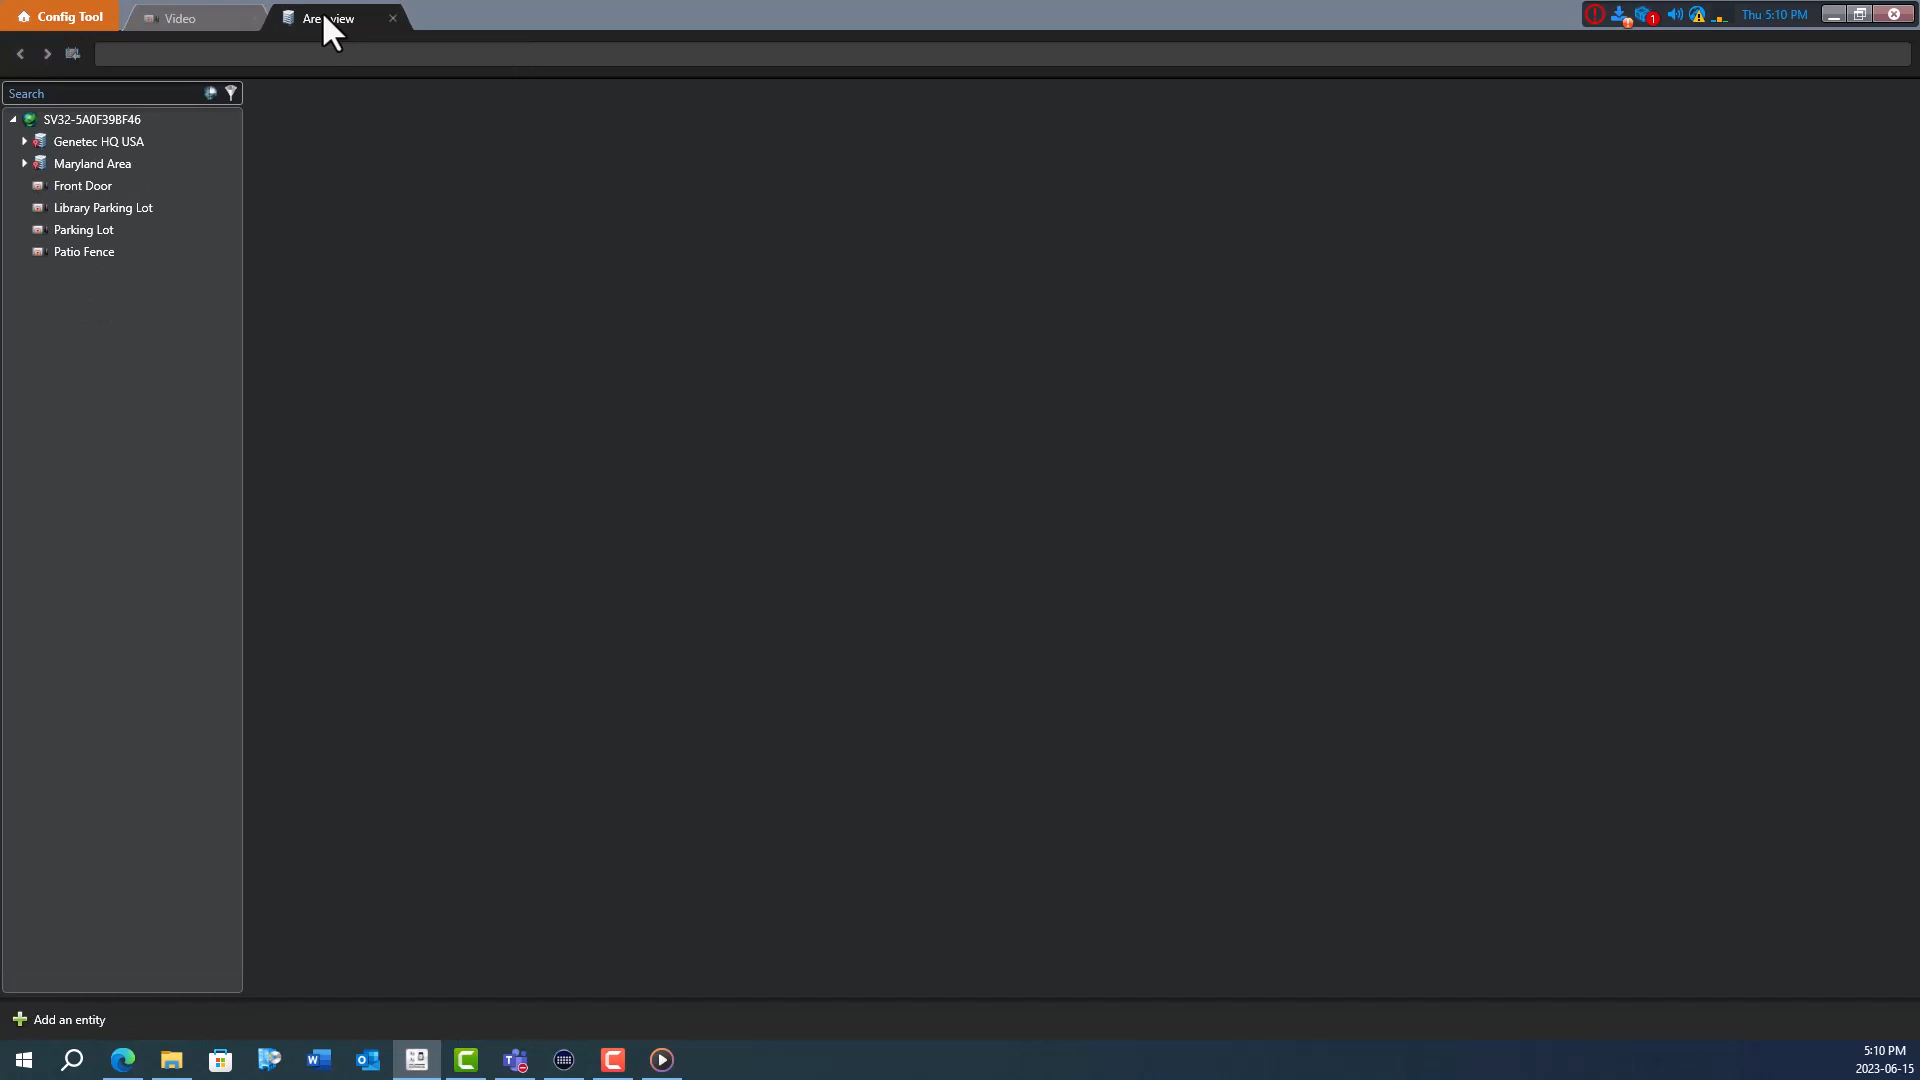 Config Tool
Video
Are view
1
Thu 5:10 PM
Search
SV32-5A0F39BF46
Genetec HQ USA
Maryland Area
Front Door
Library Parking Lot
Parking Lot
Patio Fence
Add an entity
5:10 PM
2023-06-15